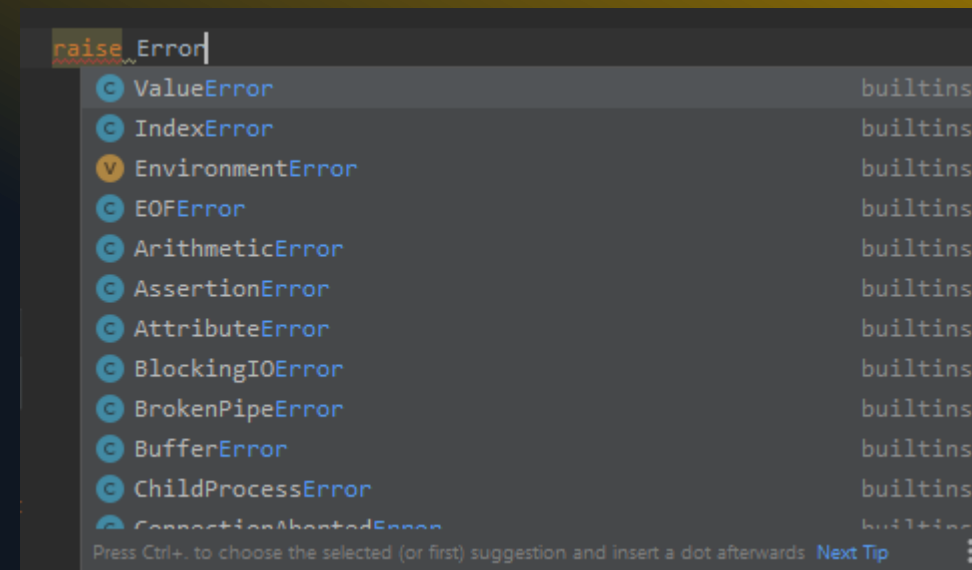 raise Error
C ValueError builtins
C IndexError builtins
V EnvironmentError builtins
C EOFError builtins
C ArithmeticError builtins
C AssertionError builtins
C AttributeError builtins
C BlockingIOError builtins
C BrokenPipeError builtins
C BufferError builtins
C ChildProcessError builtins
C ConnectionAbortedError builtins
Press Ctrl+. to choose the selected (or first) suggestion and insert a dot afterwards Next Tip